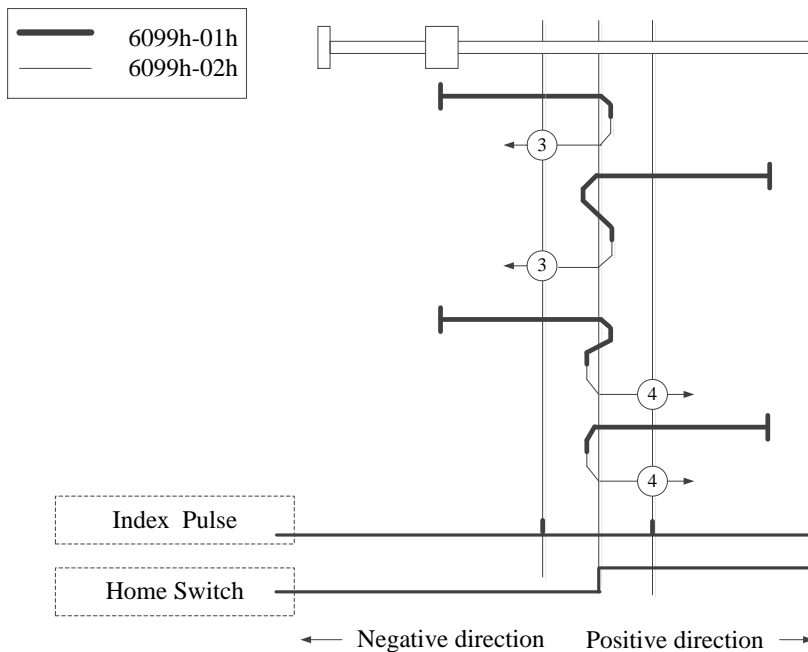 6099h-01h
6099h-02h
3
3
4
4
Index Pulse
Home Switch
Negative direction
Positive direction